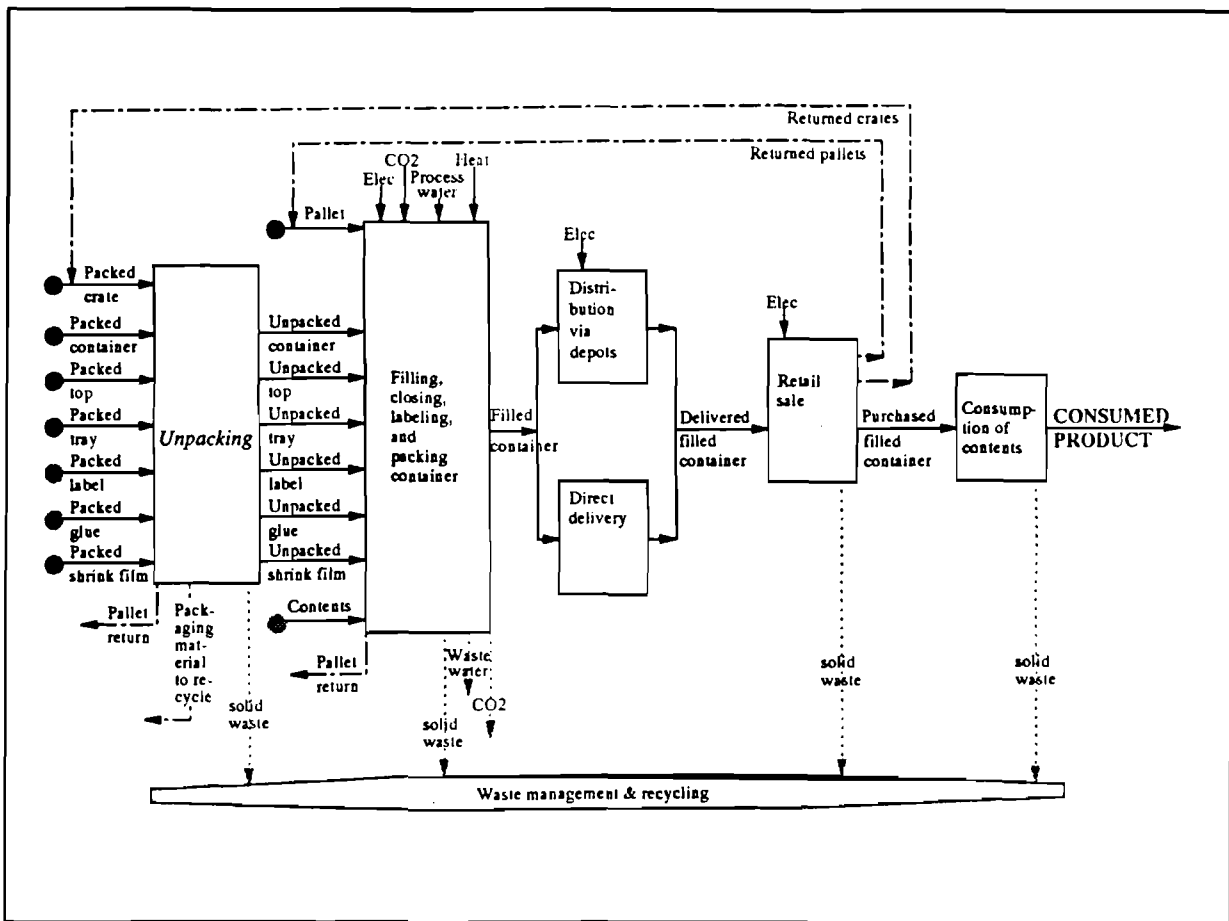 Returned crates
Returned pallets
CO2
Heat
Elec
Process
water
Pallet
Elec
Packed
crate
Distri-
bution
via
depots
Elec
Packed
container
Unpacked
container
Packed
top
Unpacked
top
Filling,
closing,
labeling,
and
packing
container
Retail
sale
Consump-
tion of
contents
Packed
tray
Unpacking
Unpacked
tray
Filled
container
Delivered
filled
container
Purchased
filled
container
CONSUMED
PRODUCT
Packed
label
Unpacked
label
Direct
delivery
Packed
glue
Unpacked
glue
Packed
shrink film
Unpacked
shrink film
Contents
Pallet
return
Pack-
aging
mat-
erial
to re-
cycle
Pallet
return
Waste
water
CO2
solid
waste
solid
waste
solid
waste
solid
waste
Waste management & recycling